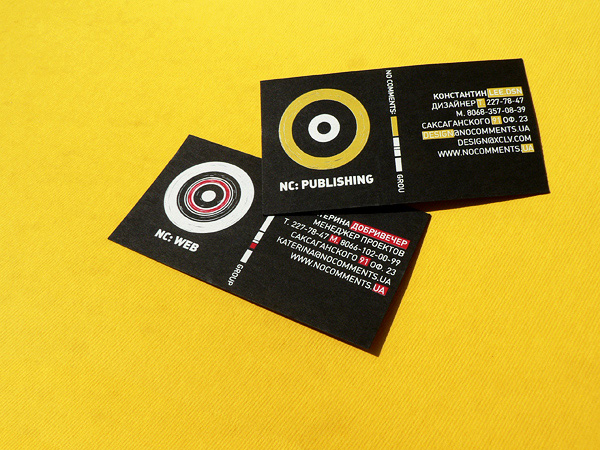 NC: PUBLISHING
NO COMMENTS:
GROU
КОНСТАНТИН LEE.DSN
ДИЗАЙНЕР Т. 227-78-47
М. 8068-357-08-39
САКСАГАНСКОГО 91 ОФ. 23
DESIGN@NOCOMMENTS.UA
DESIGN@XCLV.COM
WWW.NOCOMMENTS.UA
NC: WEB
GROUP
ТЕРИНА ДОБРИВЕЧЕР
МЕНЕДЖЕР ПРОЕКТОВ
Т. 227-78-47 М. 8066-102-00-99
САКСАГАНСКОГО 91 ОФ. 23
KATERINA@NOCOMMENTS.UA
WWW.NOCOMMENTS.UA